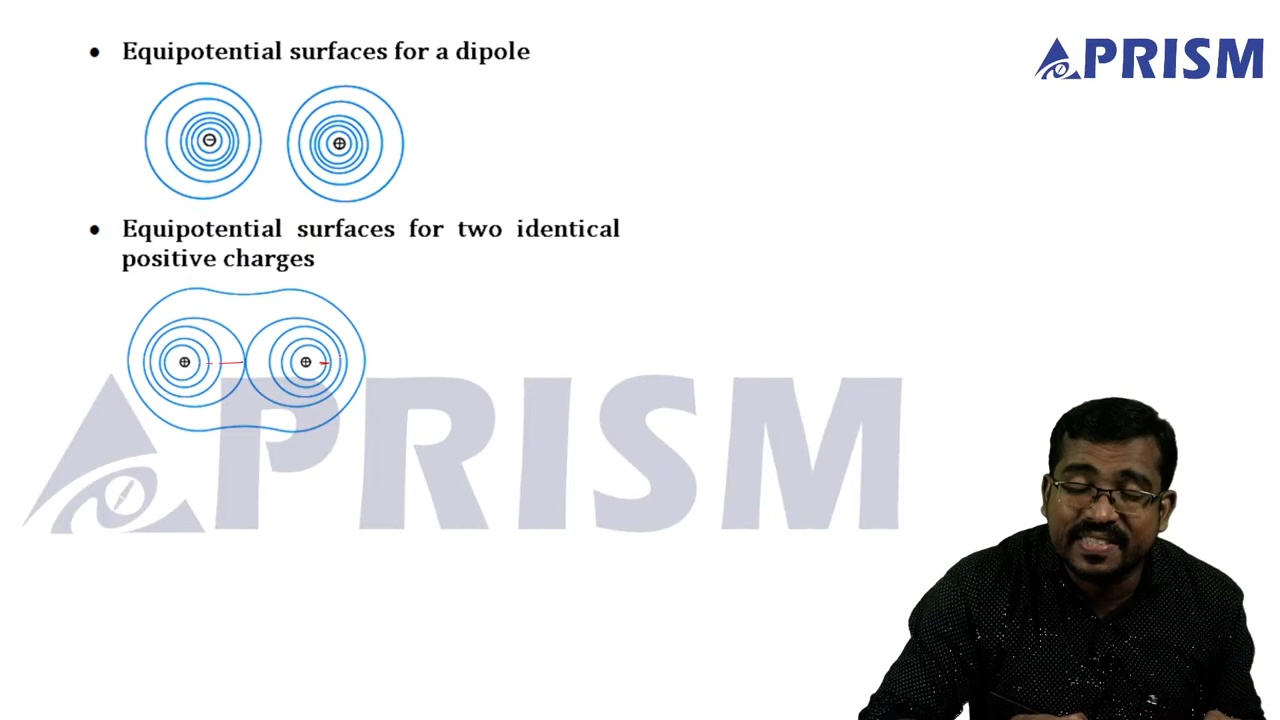 • Equipotential surfaces for a dipole
PRISM
• Equipotential surfaces for two identical
positive charges
PRISM